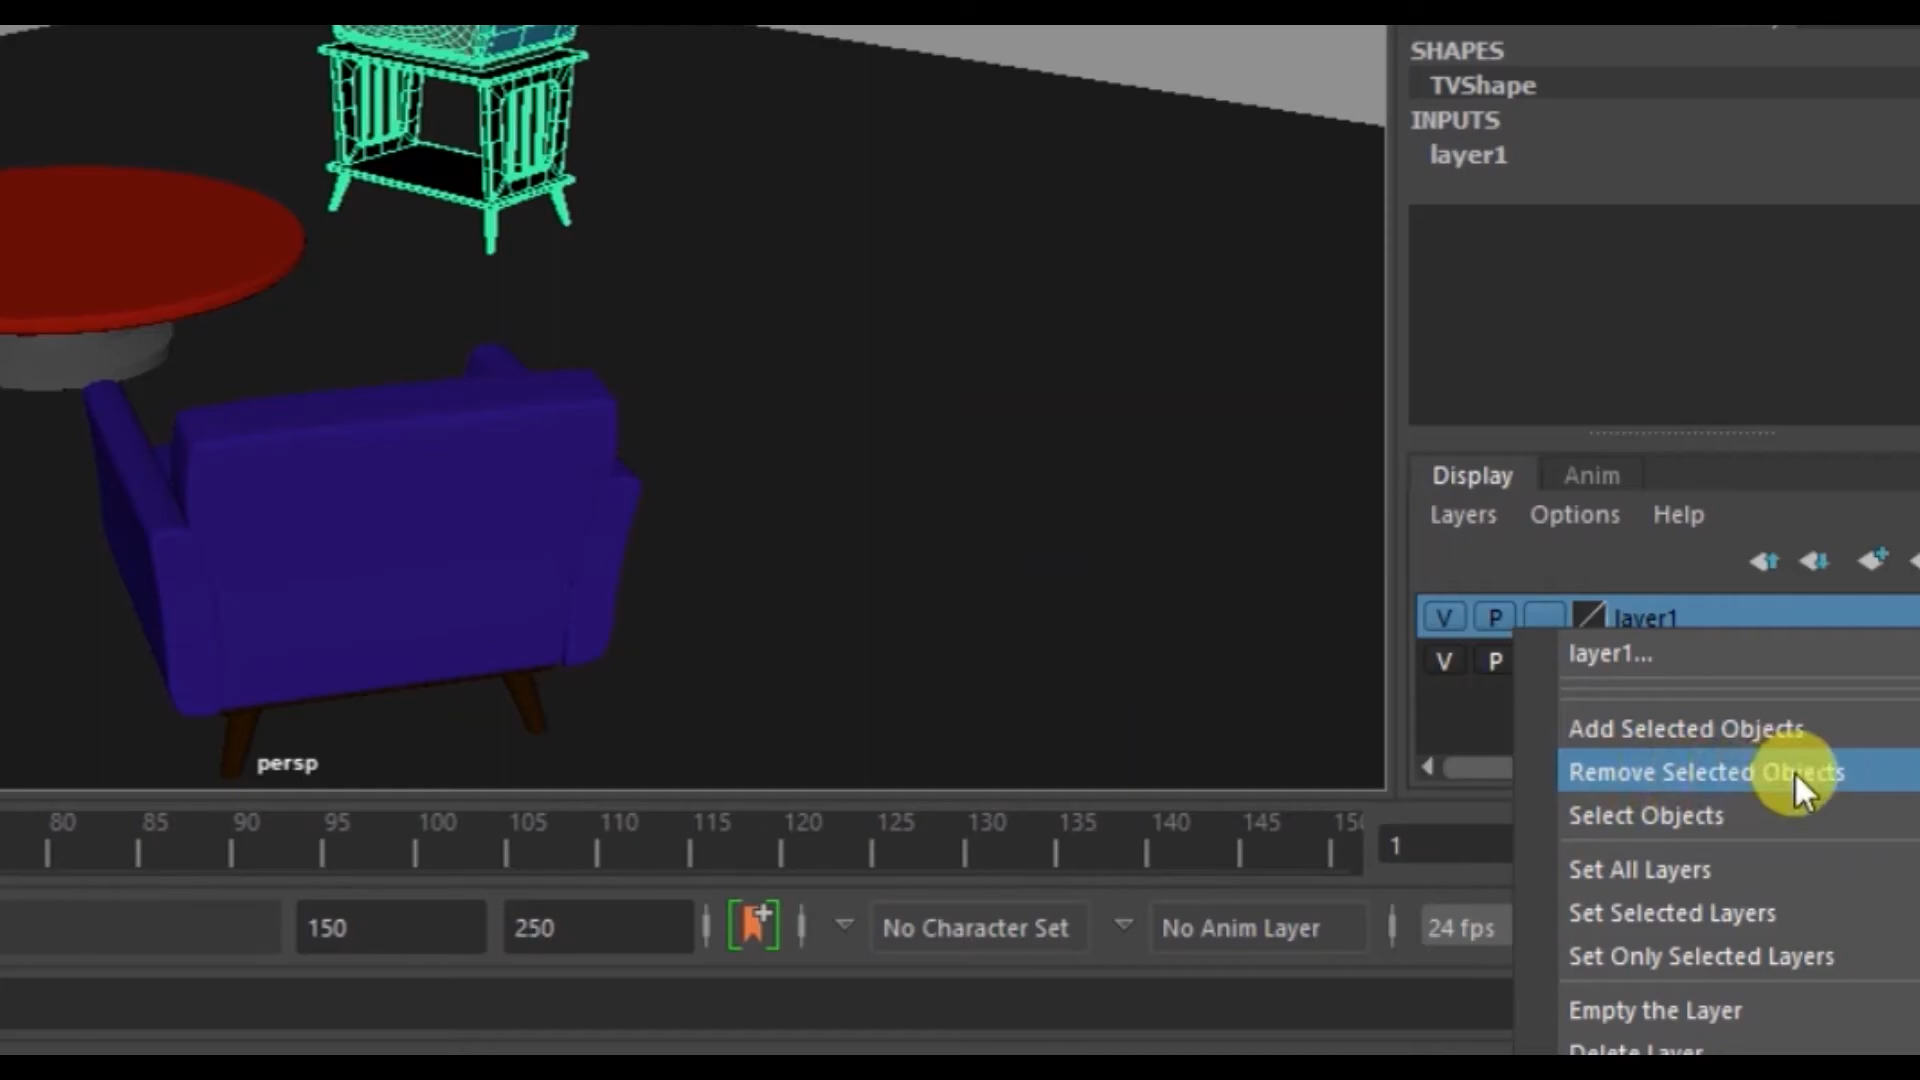 SHAPES
TVShape
INPUTS
layer1
Display Anim
Layers Options Help
V P layer1
V P
layer1...
Add Selected Objects
Remove Selected Objects
Select Objects
Set All Layers
Set Selected Layers
Set Only Selected Layers
Empty the Layer
Delete Layer
persp
80 85 90 95 100 105 110 115 120 125 130 135 140 145 150
1
150 250 No Character Set No Anim Layer 24 fps